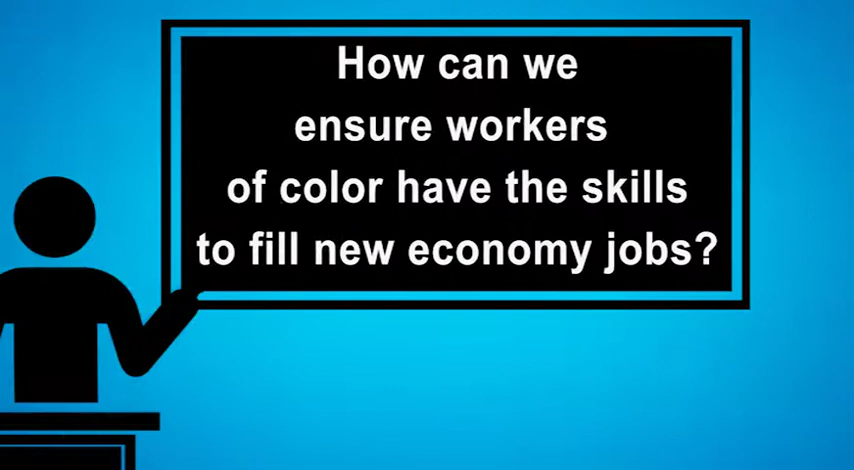 How can we
ensure workers
of color have the skills
to fill new economy jobs?